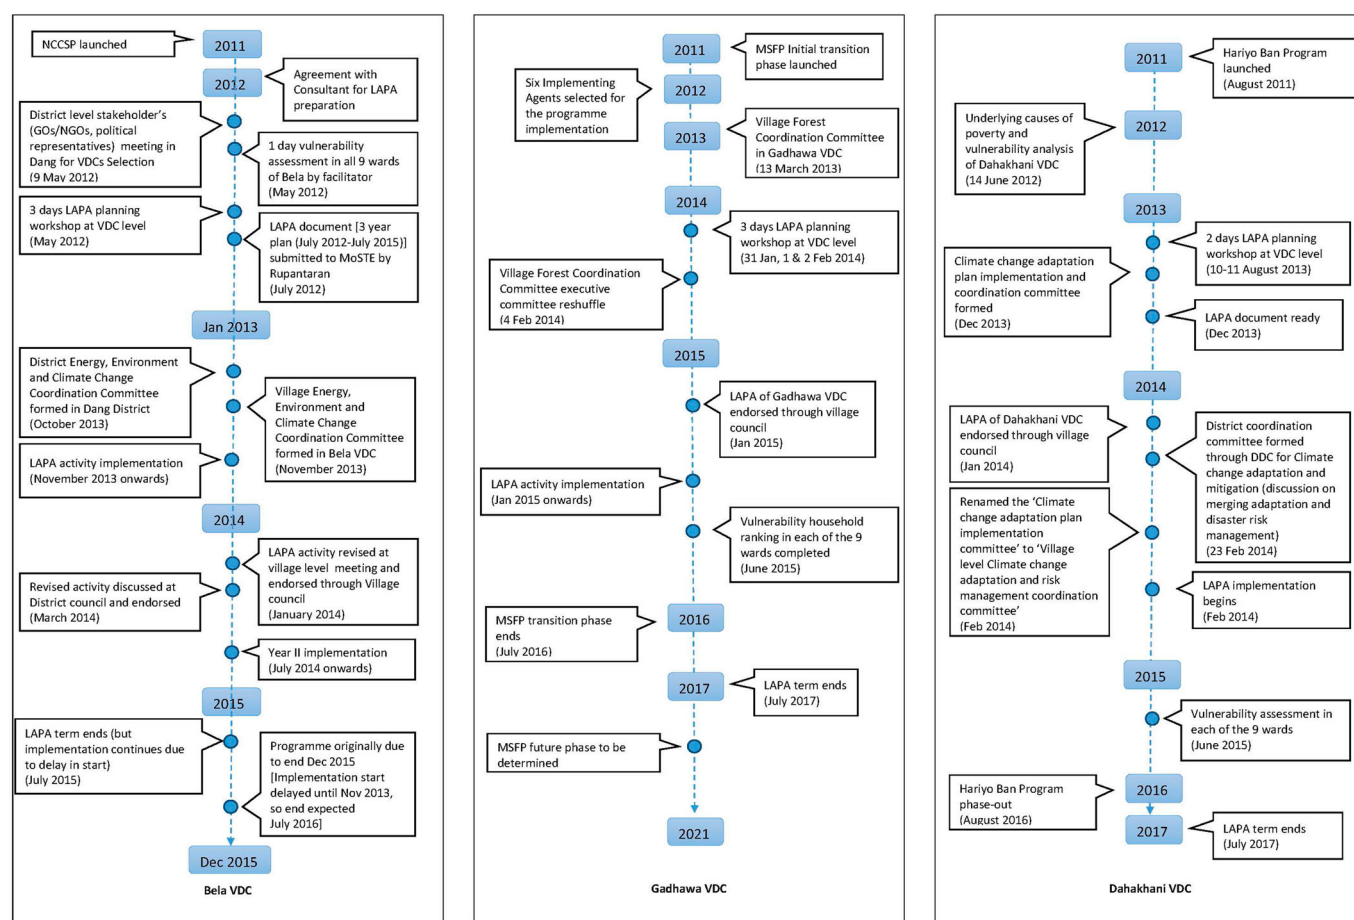 2011
NCCSP launched
2012
Agreement with
Consultant for LAPA
preparation
District level stakeholder's
(GOs/NGOs, political
representatives) meeting in
Dang for VDCs Selection
(9 May 2012)
1 day vulnerability
assessment in all 9 wards
of Bela by facilitator
(May 2012)
3 days LAPA planning
workshop at VDC level
(May 2012)
LAPA document [3 year
plan (July 2012-July 2015)]
submitted to MoSTE by
Rupantaran
(July 2012)
Jan 2013
District Energy, Environment
and Climate Change
Coordination Committee
formed in Dang District
(October 2013)
Village Energy,
Environment and
Climate Change
Coordination Committee
formed in Bela VDC
(November 2013)
LAPA activity implementation
(November 2013 onwards)
2014
LAPA activity revised at
village level meeting and
endorsed through Village
council
(January 2014)
Revised activity discussed at
District council and endorsed
(March 2014)
Year II implementation
(July 2014 onwards)
2015
LAPA term ends (but
implementation continues due
to delay in start)
(July 2015)
Programme originally due
to end Dec 2015
[Implementation start
delayed until Nov 2013,
so end expected
July 2016]
Dec 2015
Bela VDC
2011
MSFP Initial transition
phase launched
Six Implementing
Agents selected for
the programme
implementation
2012
2013
Village Forest
Coordination Committee
in Gadhawa VDC
(13 March 2013)
2014
3 days LAPA planning
workshop at VDC level
(31 Jan, 1 & 2 Feb 2014)
Village Forest Coordination
Committee executive
committee reshuffle
(4 Feb 2014)
2015
LAPA of Gadhawa VDC
endorsed through village
council
(Jan 2015)
LAPA activity implementation
(Jan 2015 onwards)
Vulnerability household
ranking in each of the 9
wards completed
(June 2015)
2016
MSFP transition phase
ends
(July 2016)
2017
LAPA term ends
(July 2017)
MSFP future phase to be
determined
2021
Gadhawa VDC
2011
Hariyo Ban Program
launched
(August 2011)
2012
Underlying causes of
poverty and
vulnerability analysis
of Dahakhani VDC
(14 June 2012)
2013
2 days LAPA planning
workshop at VDC level
(10-11 August 2013)
Climate change adaptation
plan implementation and
coordination committee
formed
(Dec 2013)
LAPA document ready
(Dec 2013)
2014
LAPA of Dahakhani VDC
endorsed through village
council
(Jan 2014)
District coordination
committee formed
through DDC for Climate
change adaptation and
mitigation (discussion on
merging adaptation and
disaster risk
management)
(23 Feb 2014)
Renamed the 'Climate
change adaptation plan
implementation
committee' to 'Village
level Climate change
adaptation and risk
management coordination
committee'
(Feb 2014)
LAPA implementation
begins
(Feb 2014)
2015
Vulnerability assessment in
each of the 9 wards
(June 2015)
2016
Hariyo Ban Program
phase-out
(August 2016)
2017
LAPA term ends
(July 2017)
Dahakhani VDC